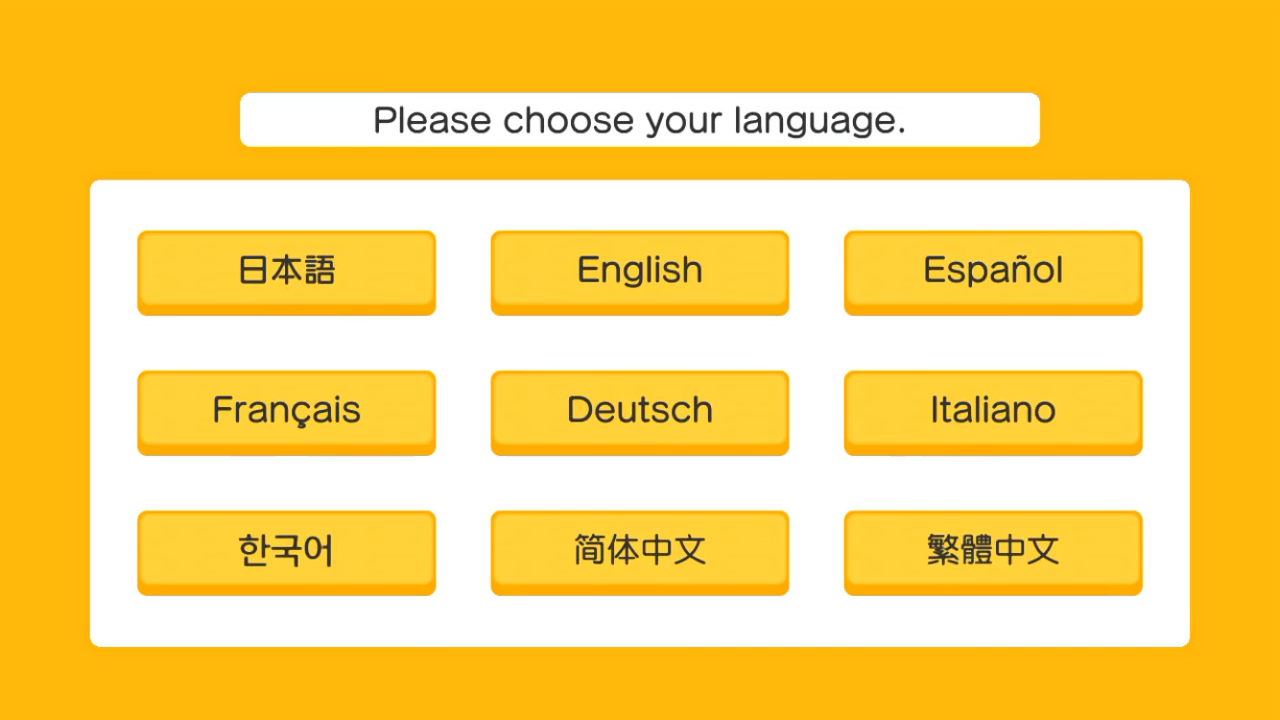 Please choose your language.
日本語
English
Español
Français
Deutsch
Italiano
한국어
简体中文
繁體中文